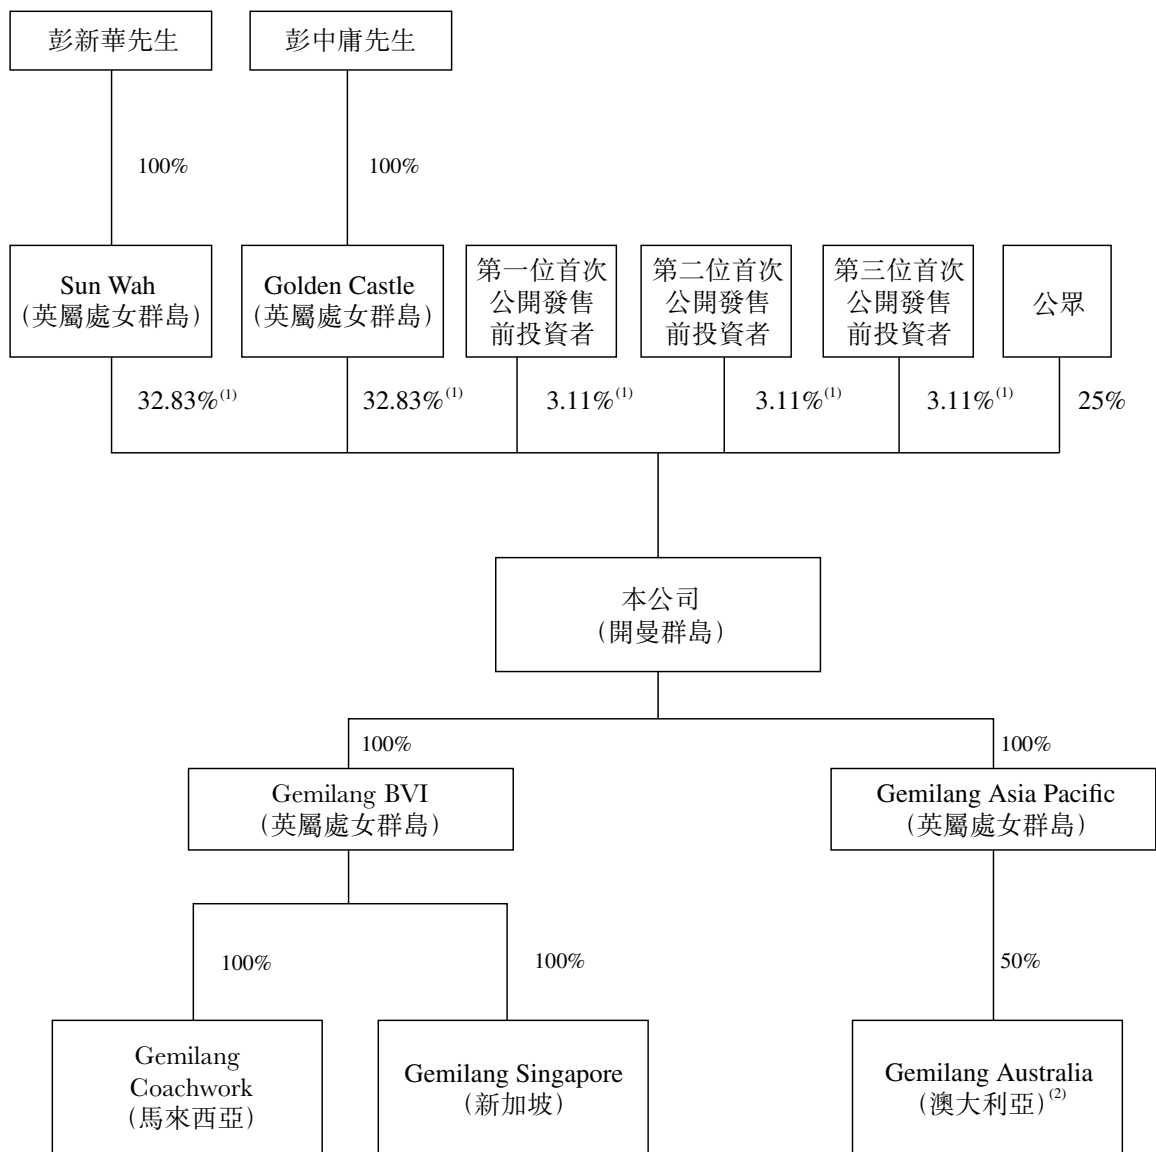 彭新華先生
彭中庸先生
100%
100%
Sun Wah
（英屬處女群島）
Golden Castle
（英屬處女群島）
第一位首次
公開發售
前投資者
第二位首次
公開發售
前投資者
第三位首次
公開發售
前投資者
公眾
32.83%(1)
32.83%(1)
3.11%(1)
3.11%(1)
3.11%(1)
25%
本公司
（開曼群島）
100%
100%
Gemilang BVI
（英屬處女群島）
Gemilang Asia Pacific
（英屬處女群島）
100%
100%
50%
Gemilang
Coachwork
（馬來西亞）
Gemilang Singapore
（新加坡）
Gemilang Australia
（澳大利亞）(2)